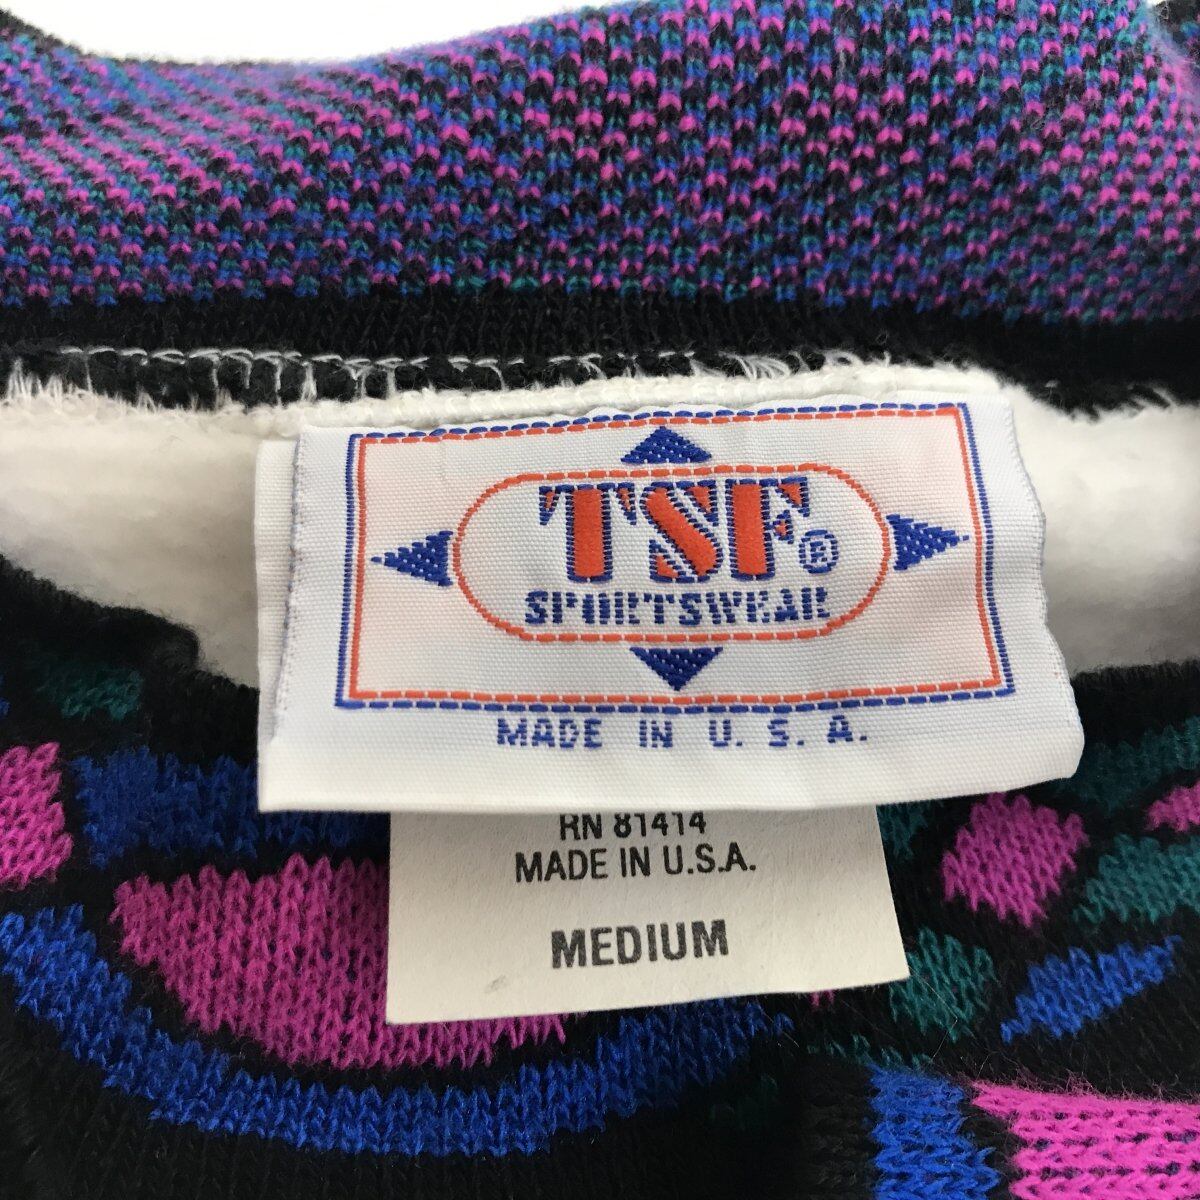 TSF®
SPORTSWEAR
MADE IN U. S. A.
RN 81414
MADE IN U.S.A.
MEDIUM